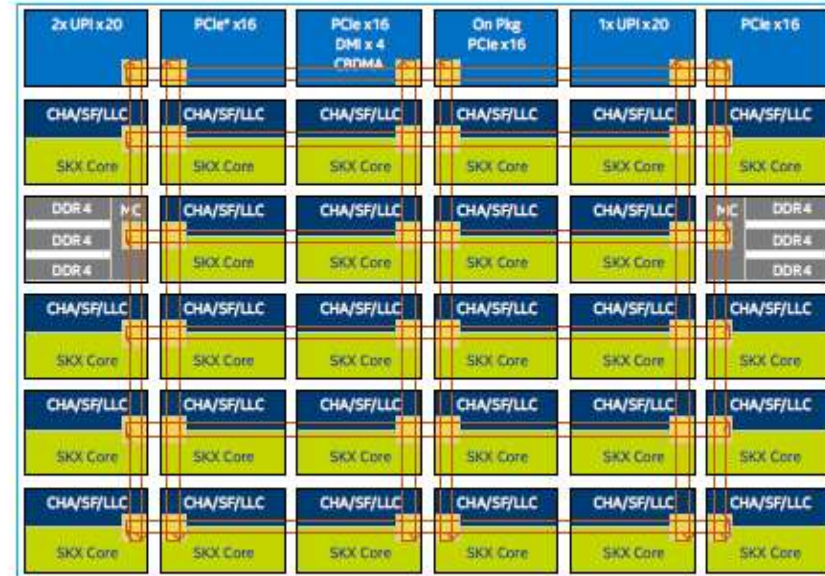 2x UPI x20
PCIe* x16
PCIe x16
DMI x 4
CBDMA
On Pkg
PCIe x16
1x UPI x20
PCIe x16
CHA/SF/LLC
CHA/SF/LLC
CHA/SF/LLC
CHA/SF/LLC
CHA/SF/LLC
CHA/SF/LLC
SKX Core
SKX Core
SKX Core
SKX Core
SKX Core
SKX Core
DDR4
MC
DDR4
DDR4
CHA/SF/LLC
CHA/SF/LLC
CHA/SF/LLC
CHA/SF/LLC
SKX Core
SKX Core
SKX Core
SKX Core
MC
DDR4
DDR4
DDR4
CHA/SF/LLC
CHA/SF/LLC
CHA/SF/LLC
CHA/SF/LLC
CHA/SF/LLC
CHA/SF/LLC
SKX Core
SKX Core
SKX Core
SKX Core
SKX Core
SKX Core
CHA/SF/LLC
CHA/SF/LLC
CHA/SF/LLC
CHA/SF/LLC
CHA/SF/LLC
CHA/SF/LLC
SKX Core
SKX Core
SKX Core
SKX Core
SKX Core
SKX Core
CHA/SF/LLC
CHA/SF/LLC
CHA/SF/LLC
CHA/SF/LLC
CHA/SF/LLC
CHA/SF/LLC
SKX Core
SKX Core
SKX Core
SKX Core
SKX Core
SKX Core